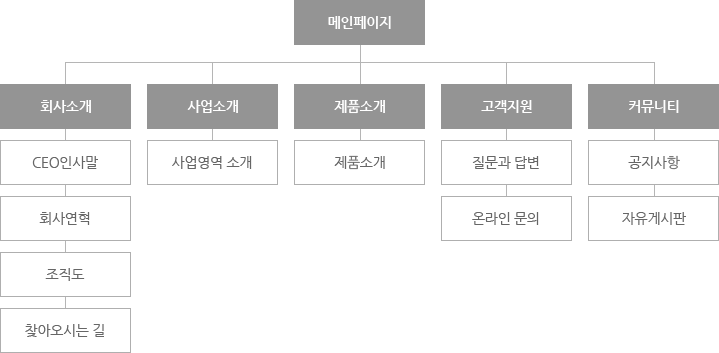 메인페이지
회사소개
사업소개
제품소개
고객지원
커뮤니티
CEO인사말
사업영역 소개
제품소개
질문과 답변
공지사항
회사연혁
온라인 문의
자유게시판
조직도
찾아오시는 길